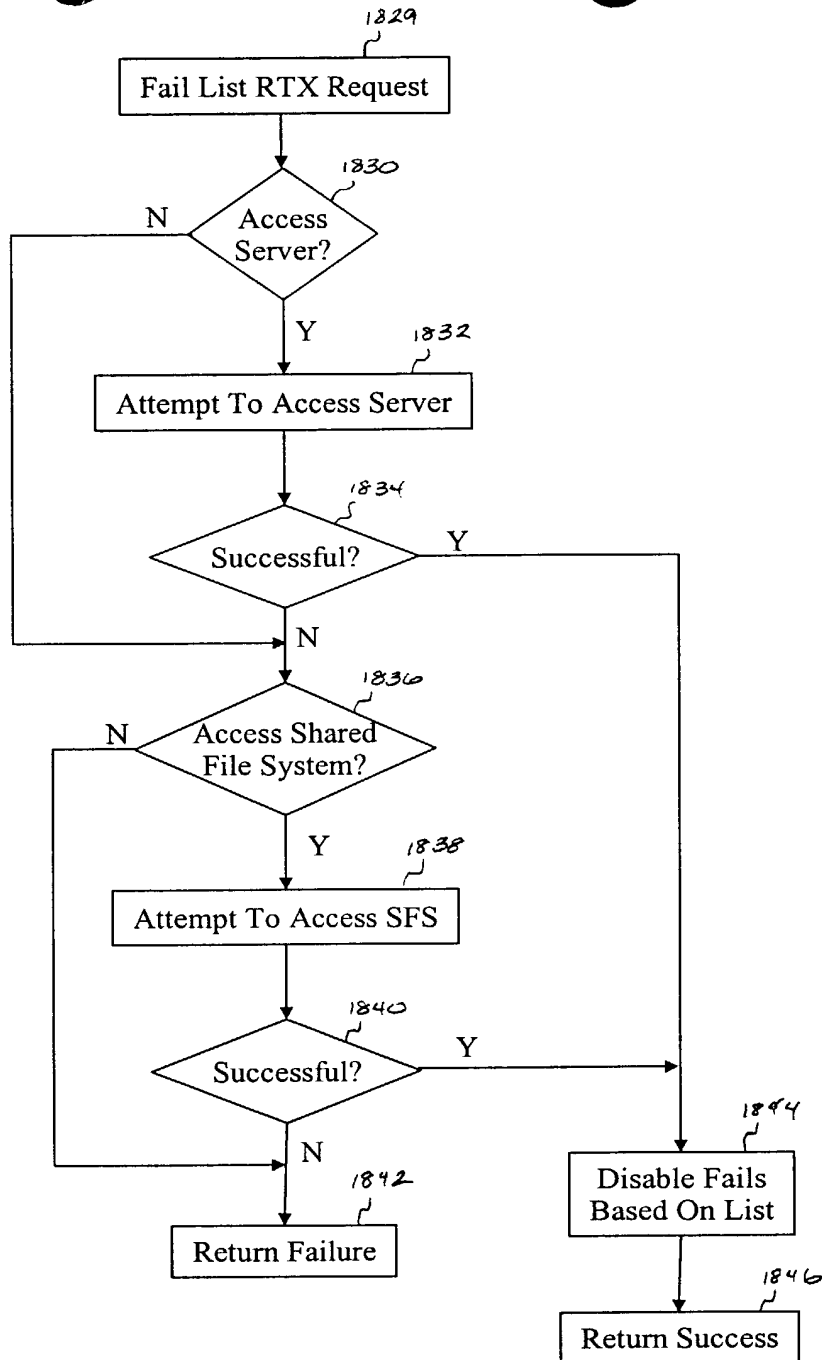 1829
Fail List RTX Request
1830
N
Access
Server?
Y
1832
Attempt To Access Server
1834
Successful?
Y
N
1836
N
Access Shared
File System?
Y
1838
Attempt To Access SFS
1840
Successful?
Y
N
1842
Return Failure
1844
Disable Fails
Based On List
1846
Return Success